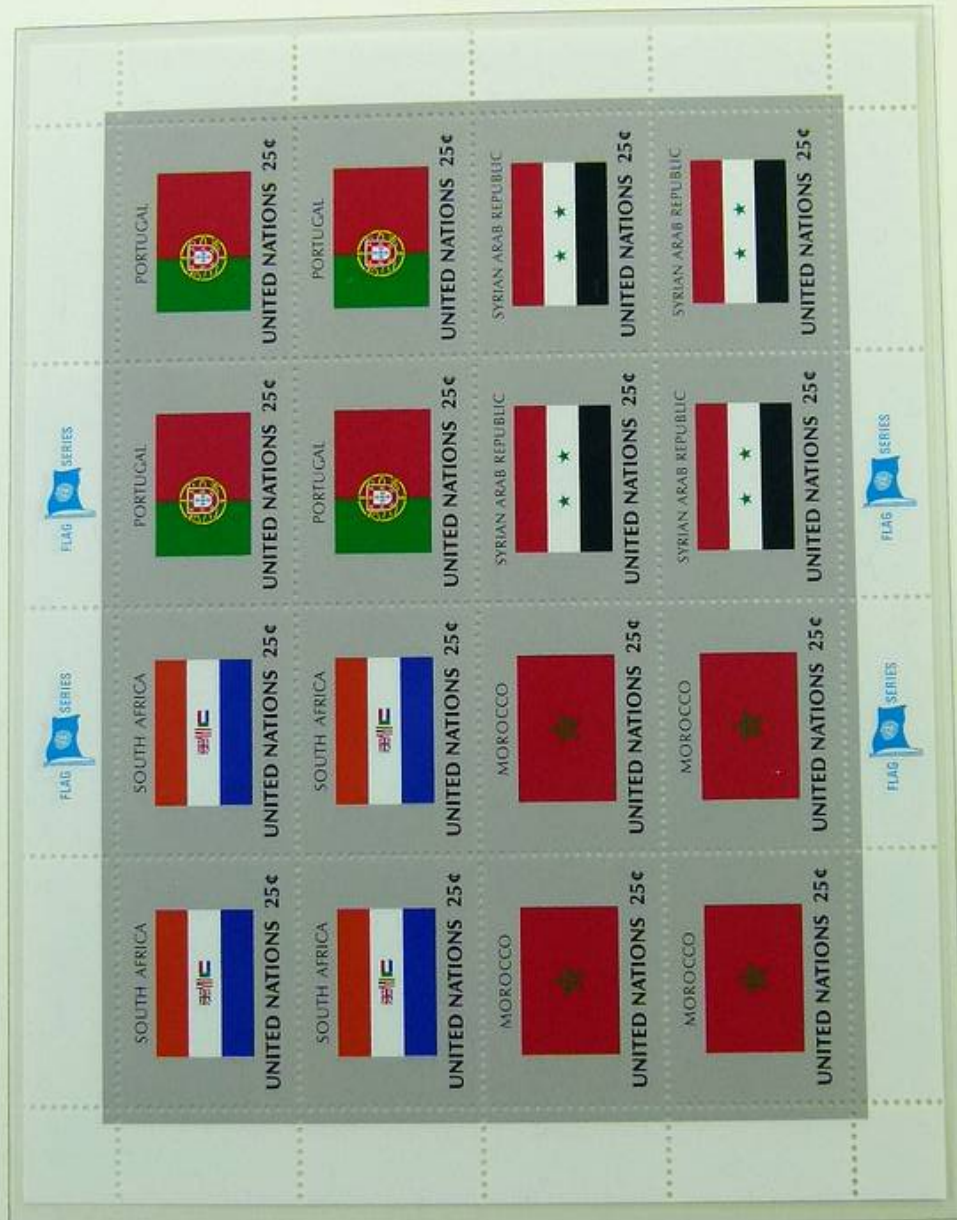 FLAG SERIES FLAG SERIES
SOUTH AFRICA SOUTH AFRICA PORTUGAL PORTUGAL
UNITED NATIONS 25¢ UNITED NATIONS 25¢ UNITED NATIONS 25¢ UNITED NATIONS 25¢
SOUTH AFRICA SOUTH AFRICA PORTUGAL PORTUGAL
UNITED NATIONS 25¢ UNITED NATIONS 25¢ UNITED NATIONS 25¢ UNITED NATIONS 25¢
MOROCCO MOROCCO SYRIAN ARAB REPUBLIC SYRIAN ARAB REPUBLIC
UNITED NATIONS 25¢ UNITED NATIONS 25¢ UNITED NATIONS 25¢ UNITED NATIONS 25¢
MOROCCO MOROCCO SYRIAN ARAB REPUBLIC SYRIAN ARAB REPUBLIC
UNITED NATIONS 25¢ UNITED NATIONS 25¢ UNITED NATIONS 25¢ UNITED NATIONS 25¢
FLAG SERIES FLAG SERIES